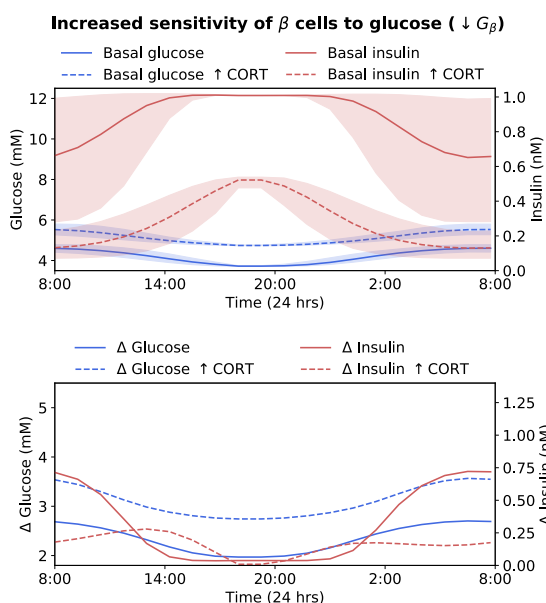 Increased sensitivity of β cells to glucose (↓ Gβ)
Basal glucose
Basal insulin
Basal glucose ↑ CORT
Basal insulin ↑ CORT
12
10
8
6
4
Glucose (mM)
1.0
0.8
0.6
0.4
0.2
0.0
Insulin (nM)
8:00 14:00 20:00 2:00 8:00
Time (24 hrs)
Δ Glucose
Δ Insulin
Δ Glucose ↑ CORT
Δ Insulin ↑ CORT
5
4
3
2
Δ Glucose (mM)
1.25
1.00
0.75
0.50
0.25
0.00
Δ Insulin (nM)
8:00 14:00 20:00 2:00 8:00
Time (24 hrs)